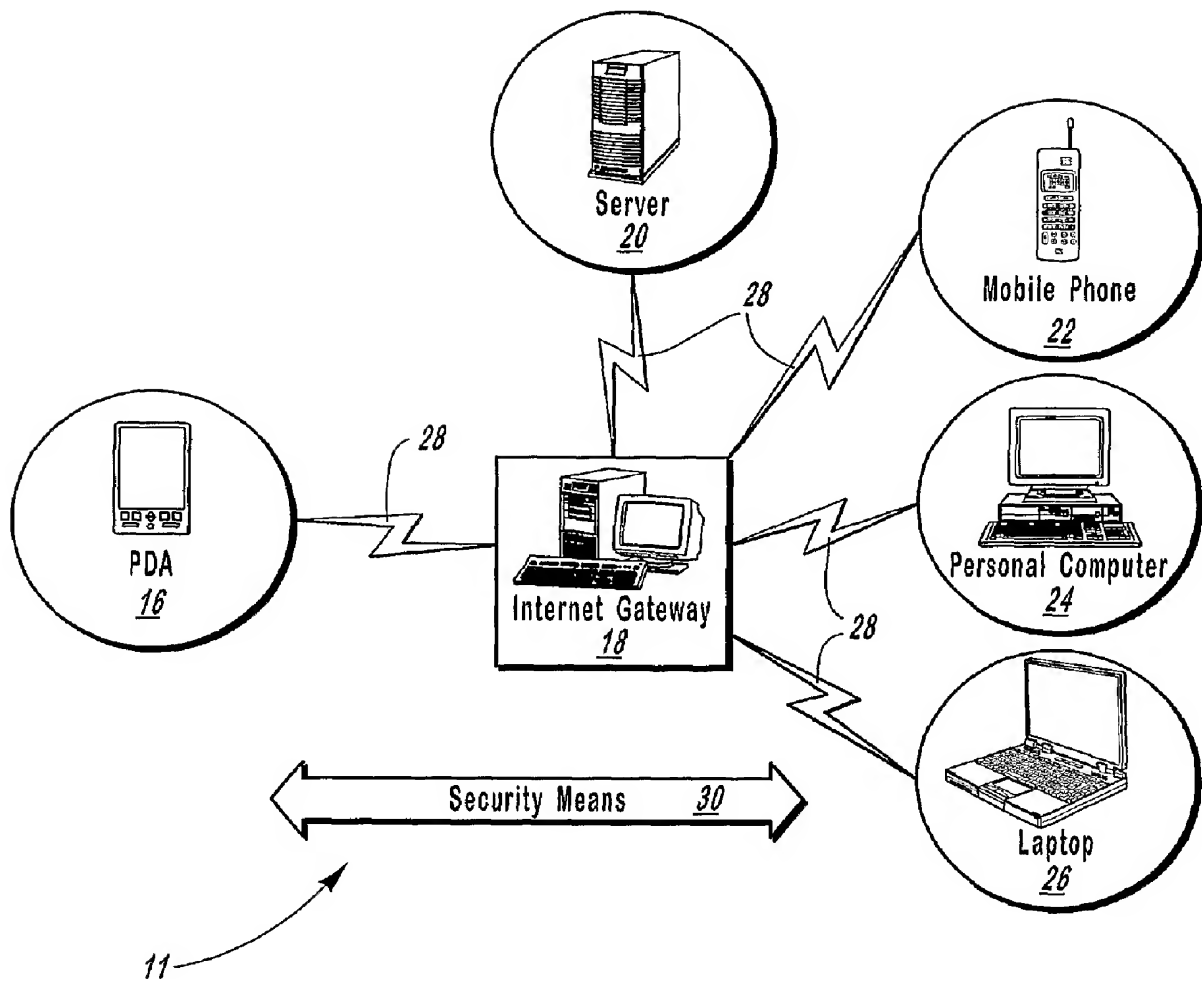 Server
20
Mobile Phone
22
28
PDA
16
28
Internet Gateway
18
Personal Computer
24
28
Laptop
26
Security Means 30
11